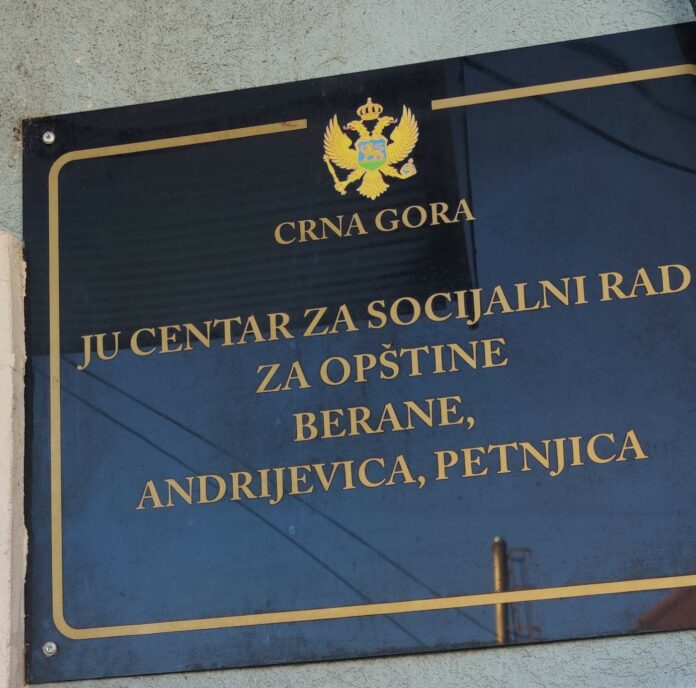 CRNA GORA
JU CENTAR ZA SOCIJALNI RAD
ZA OPŠTINE
BERANE,
ANDRIJEVICA, PETNJICA